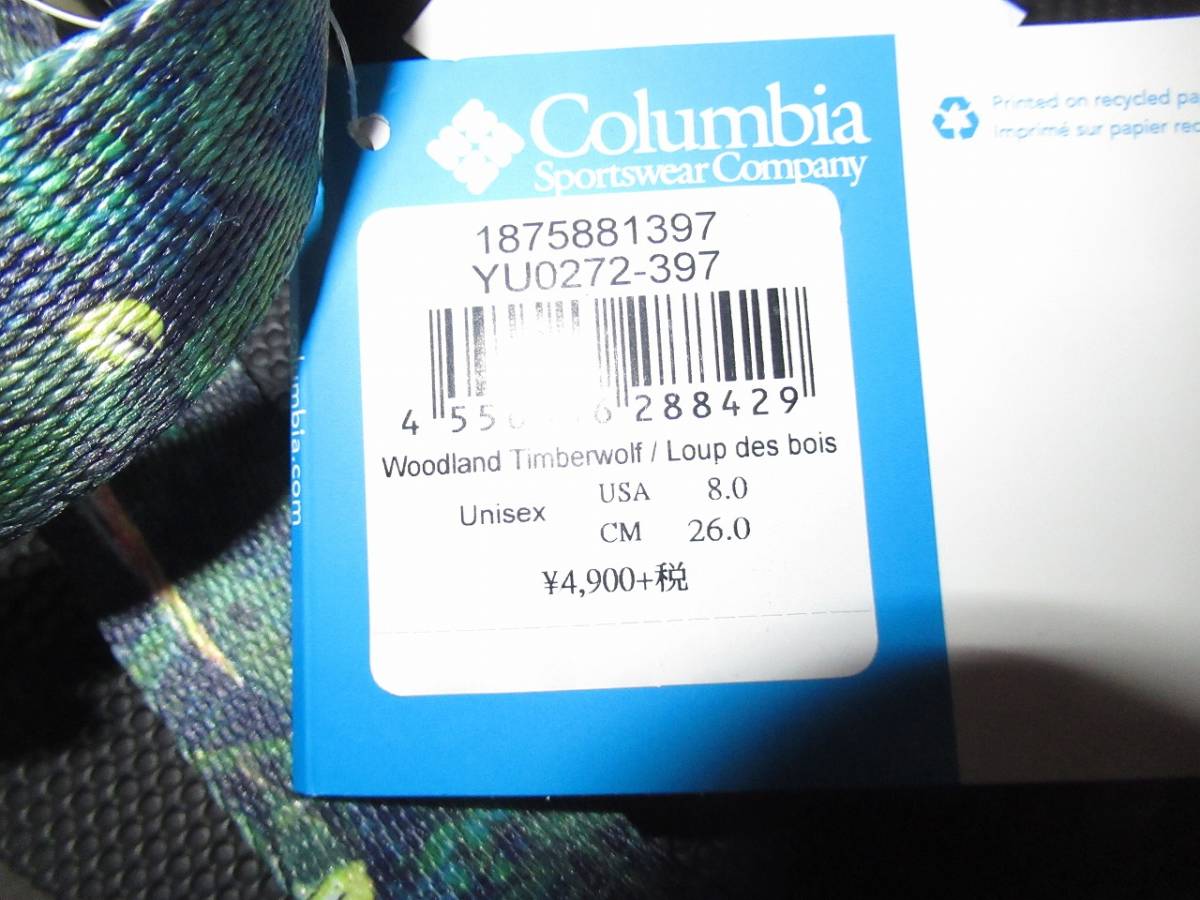 Columbia
Sportswear Company
Printed on recycled
Imprimé sur papier
1875881397
YU0272-397
288429
Woodland Timberwolf / Loup des bois
Unisex
USA 8.0
CM 26.0
¥4,900+税